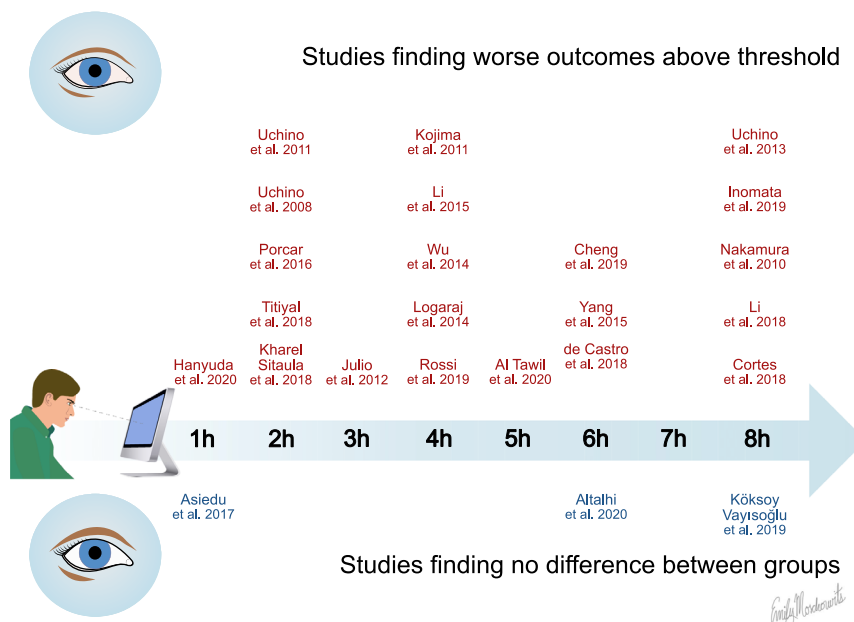 Studies finding worse outcomes above threshold
Uchino
et al. 2011
Kojima
et al. 2011
Uchino
et al. 2013
Uchino
et al. 2008
Li
et al. 2015
Inomata
et al. 2019
Porcar
et al. 2016
Wu
et al. 2014
Cheng
et al. 2019
Nakamura
et al. 2010
Titiyal
et al. 2018
Logaraj
et al. 2014
Yang
et al. 2015
Li
et al. 2018
Hanyuda
et al. 2020
Kharel
Sitaula
et al. 2018
Julio
et al. 2012
Rossi
et al. 2019
Al Tawil
et al. 2020
de Castro
et al. 2018
Cortes
et al. 2018
1h 2h 3h 4h 5h 6h 7h 8h
Asiedu
et al. 2017
Altalhi
et al. 2020
Köksoy
Vayısoğlu
et al. 2019
Studies finding no difference between groups